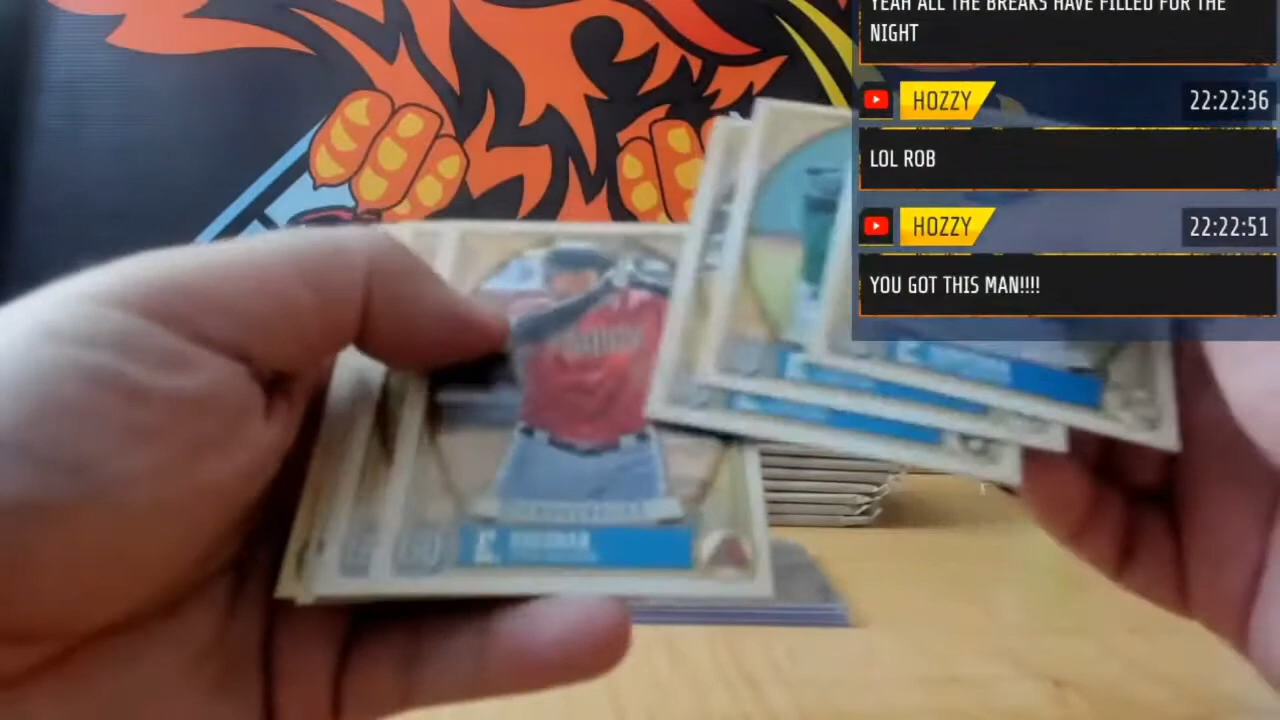 YEAH ALL THE BREAKS HAVE FILLED FOR THE
NIGHT
HOZZY 22:22:36
LOL ROB
HOZZY 22:22:51
YOU GOT THIS MAN!!!!